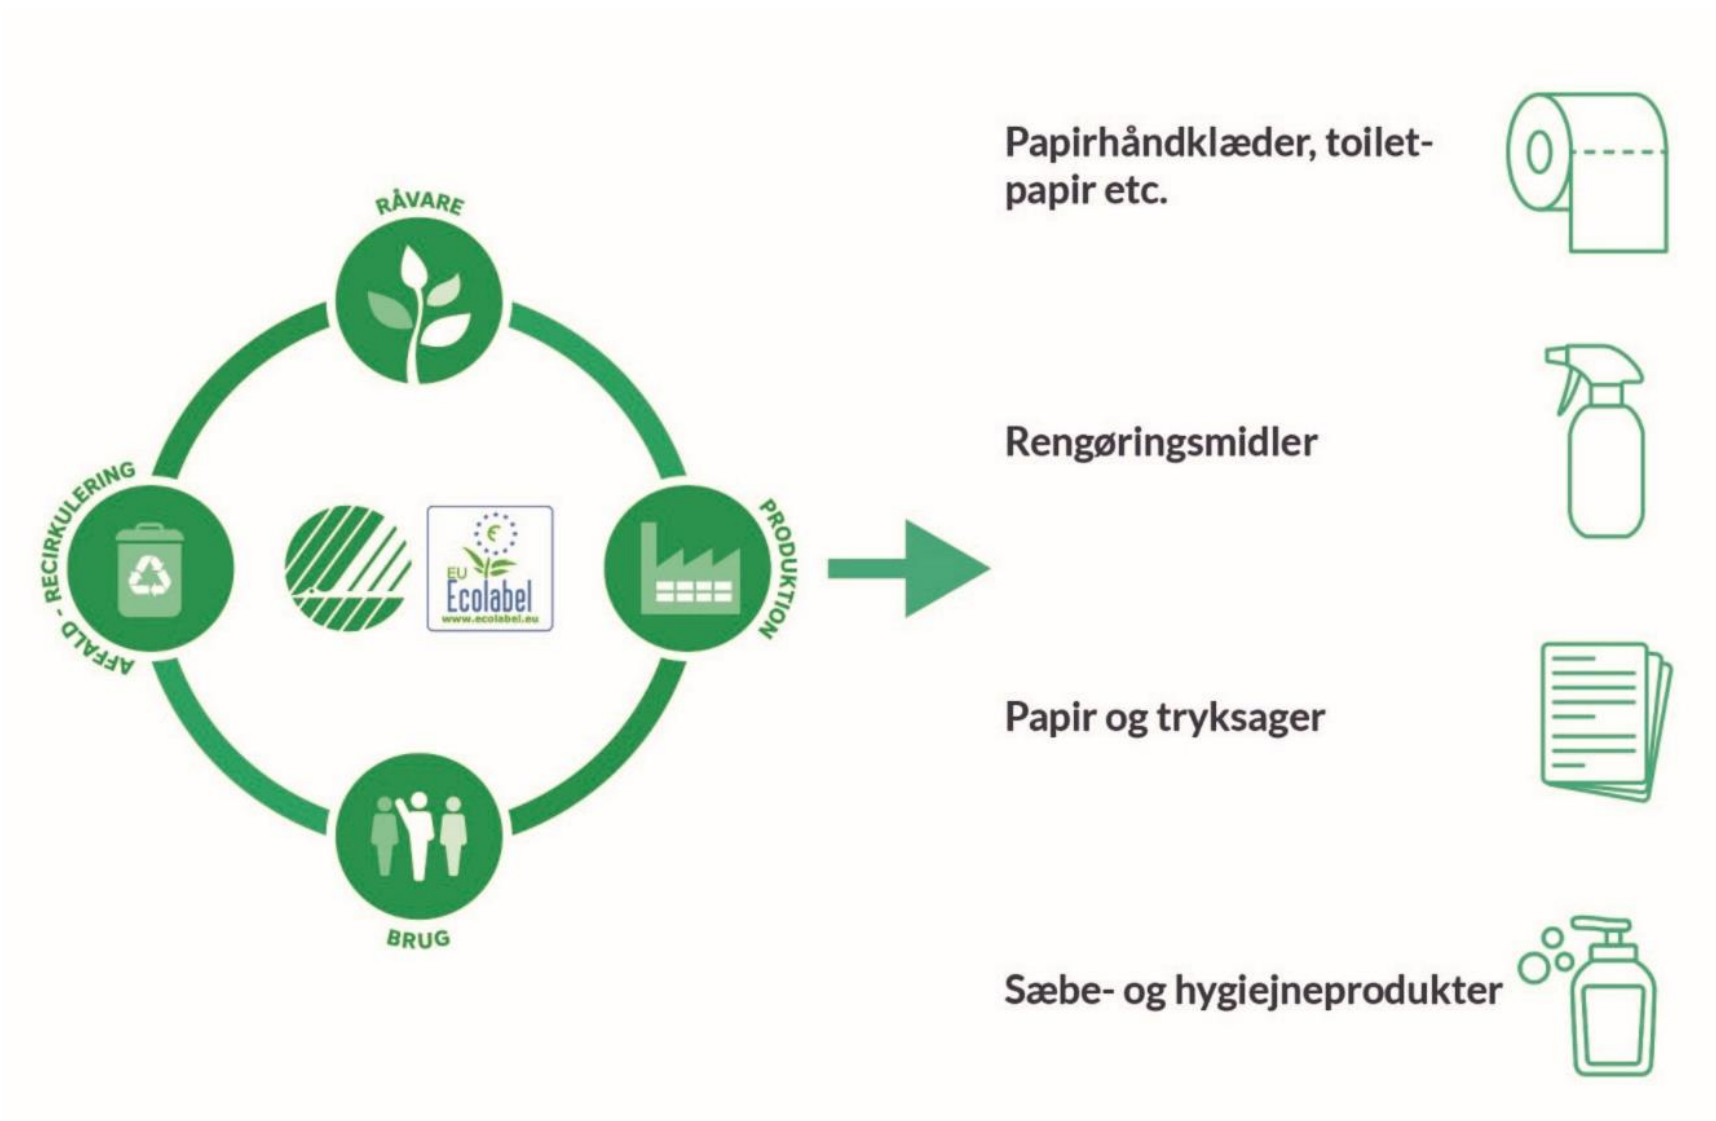 RÅVARE
AFFALD - RECIRKULERING
PRODUKTION
BRUG
€
EU
Ecolabel
www.ecolabel.eu
Papirhåndklæder, toilet-
papir etc.
Rengøringsmidler
Papir og tryksager
Sæbe- og hygiejneprodukter